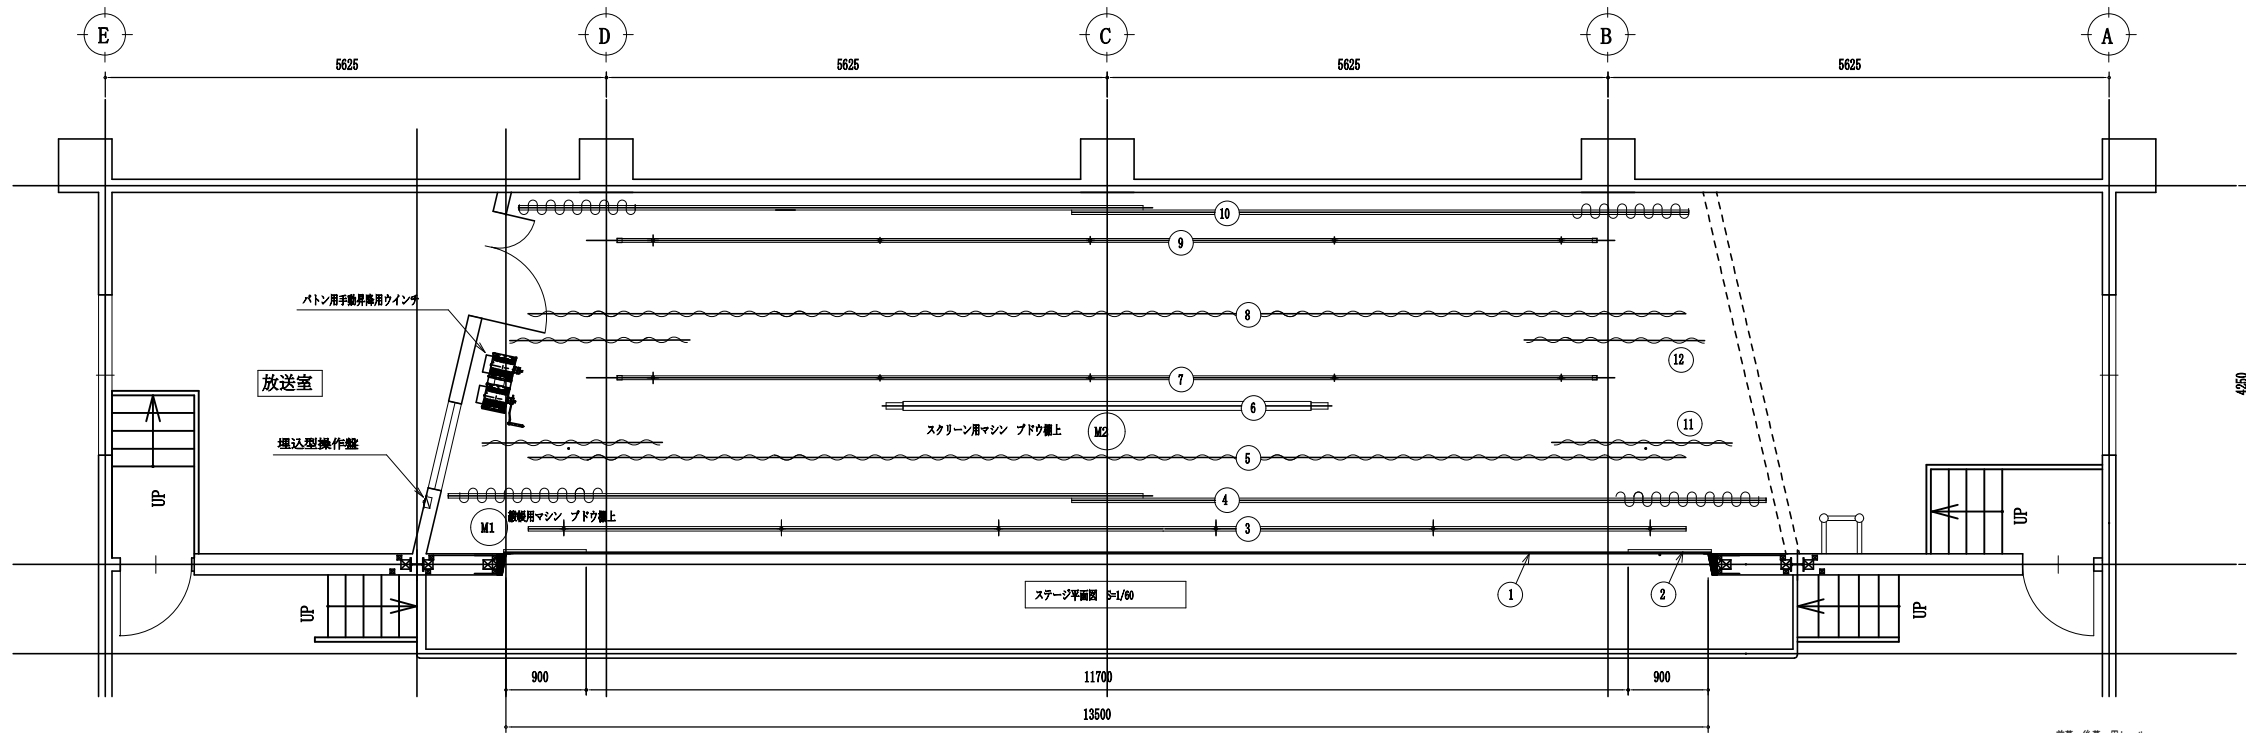 E
D
C
B
A
5625
5625
5625
5625
10
9
バトン用手動昇降用ウインチ
8
12
放送室
7
4250
6
11
スクリーン用マシン ブドウ棚上
M2
埋込型操作盤
5
UP
4
UP
M1
緞帳用マシン ブドウ棚上
3
ステージ平面図 S=1/60
1
2
UP
UP
900
11700
900
13500